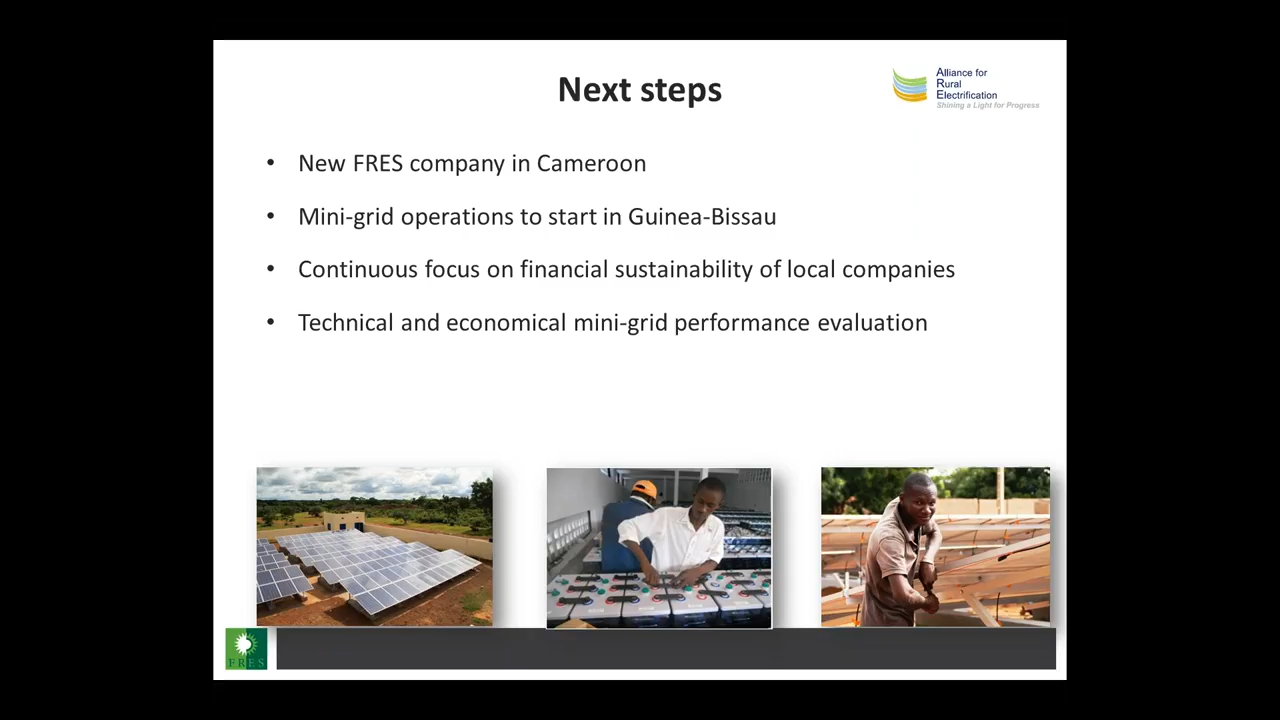 Next steps
Alliance for
Rural
Electrification
Shining a Light for Progress
• New FRES company in Cameroon
• Mini-grid operations to start in Guinea-Bissau
• Continuous focus on financial sustainability of local companies
• Technical and economical mini-grid performance evaluation
FRES